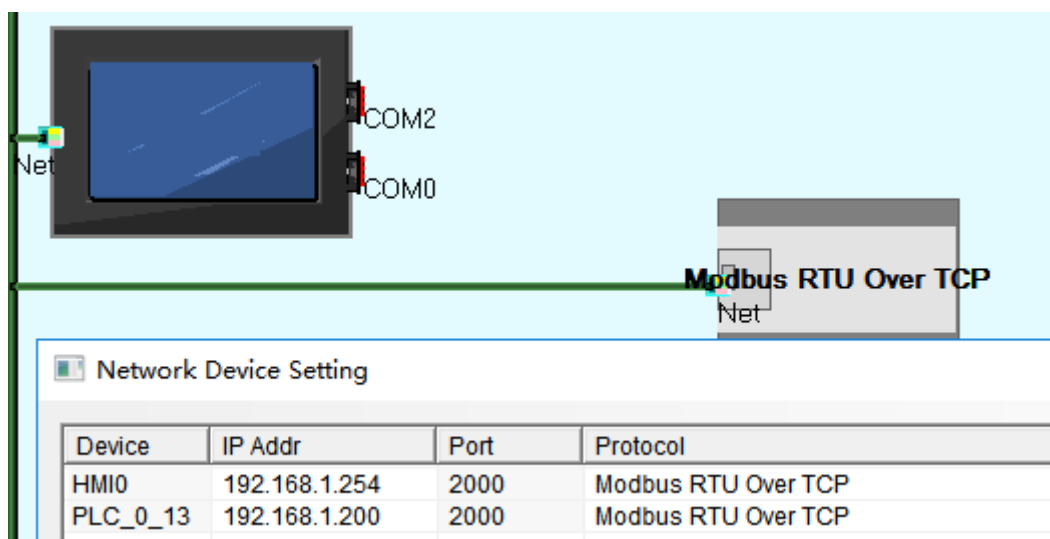 COM2
Net
COM0
Modbus RTU Over TCP
Net
Network Device Setting
Device IP Addr Port Protocol
HMI0 192.168.1.254 2000 Modbus RTU Over TCP
PLC_0_13 192.168.1.200 2000 Modbus RTU Over TCP